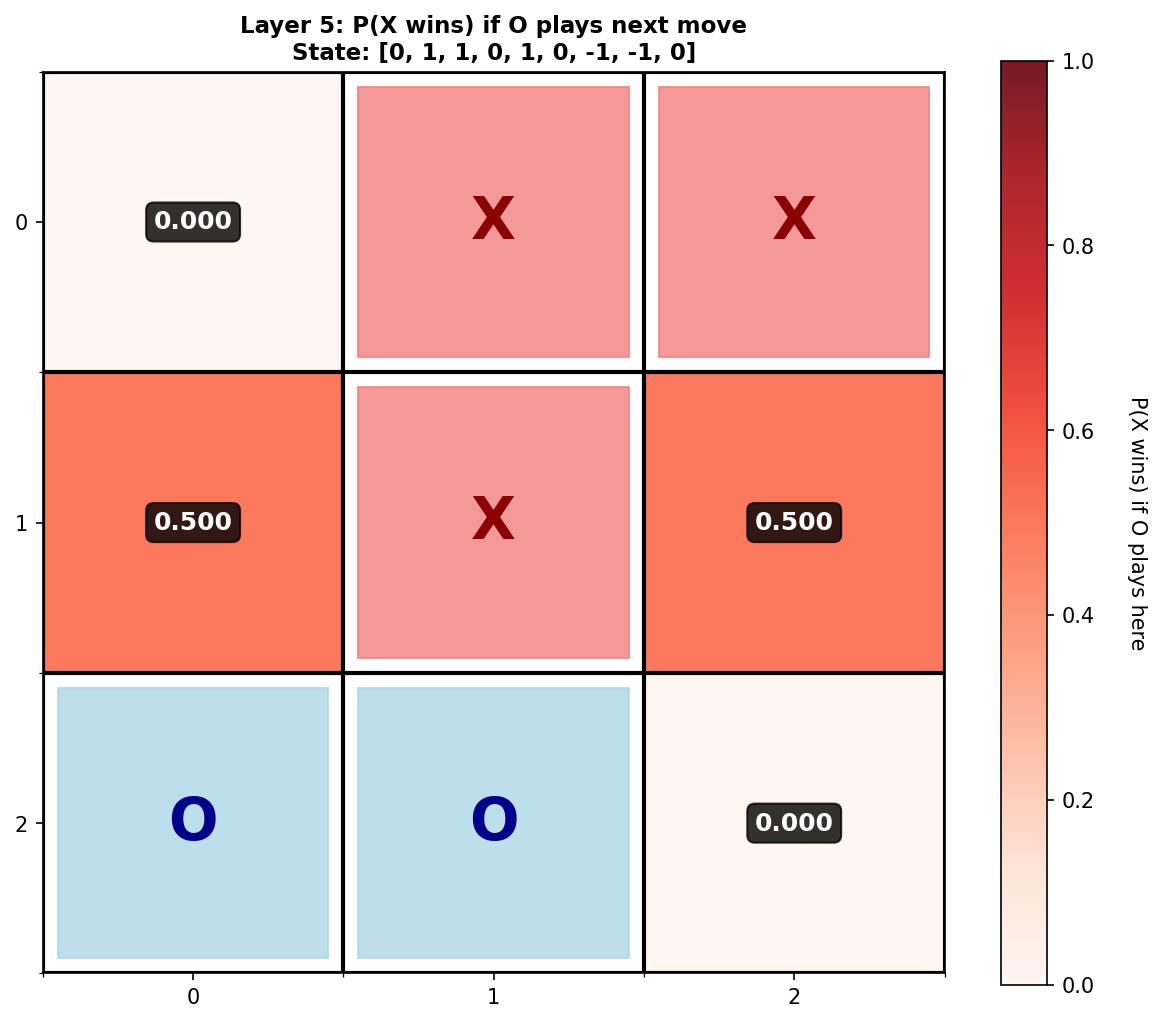 Layer 5: P(X wins) if O plays next move
State: [0, 1, 1, 0, 1, 0, -1, -1, 0]
0.000
X
X
0.500
X
0.500
O
O
0.000
0
1
2
0
1
2
1.0
0.8
0.6
0.4
0.2
0.0
P(X wins) if O plays here